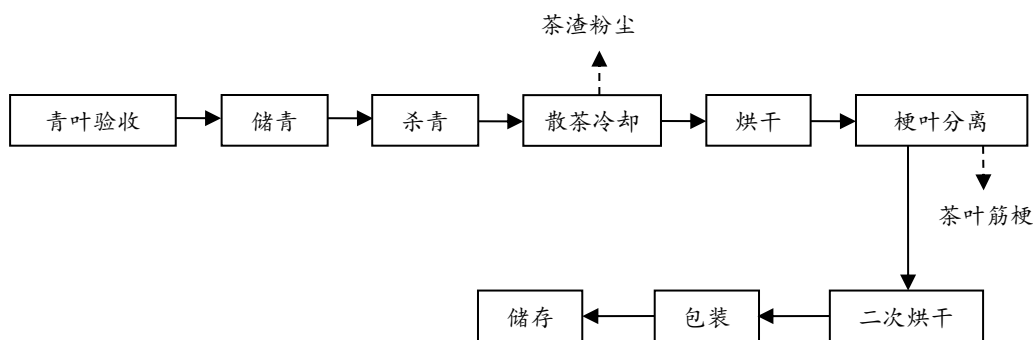 茶渣粉尘
青叶验收
储青
杀青
散茶冷却
烘干
梗叶分离
茶叶筋梗
储存
包装
二次烘干